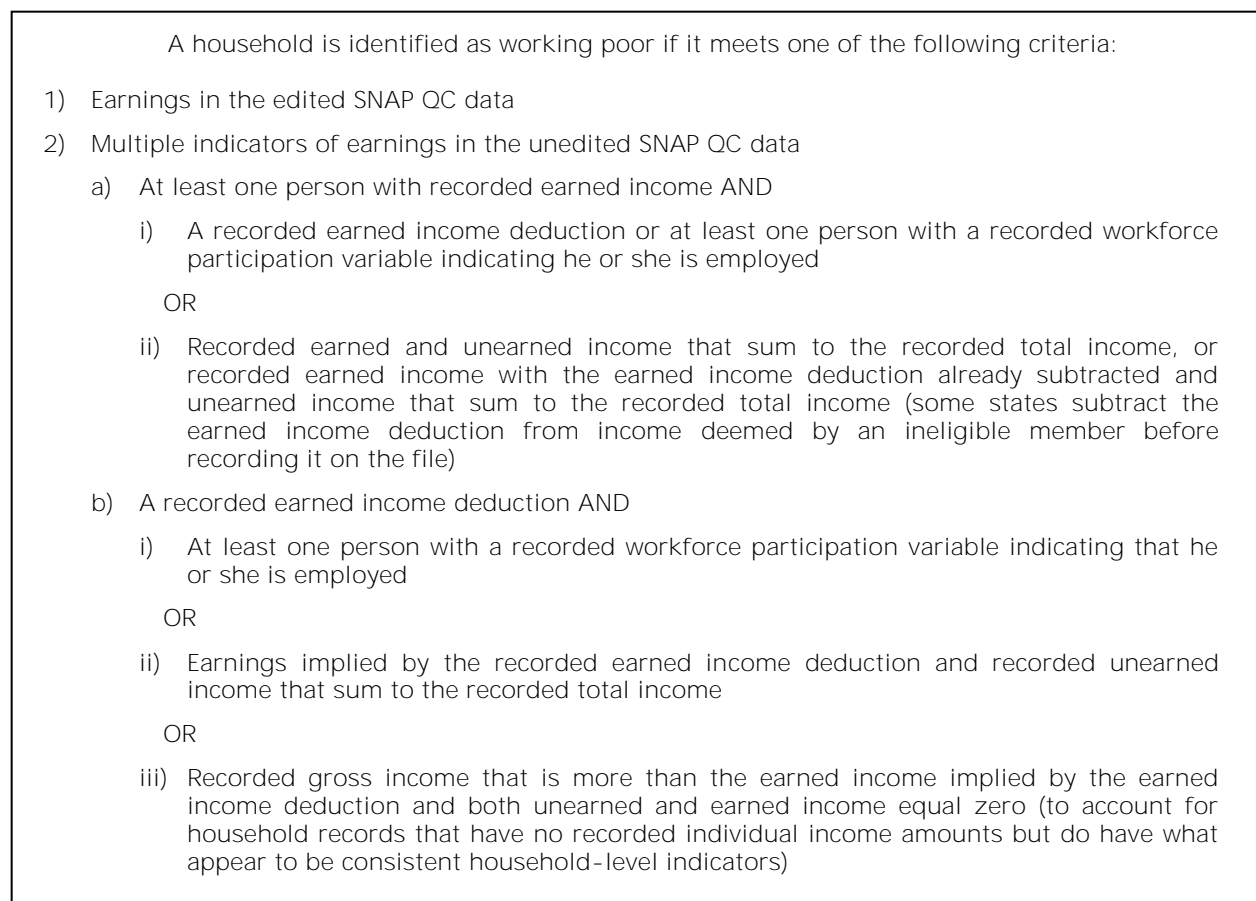 A household is identified as working poor if it meets one of the following criteria:
1) Earnings in the edited SNAP QC data
2) Multiple indicators of earnings in the unedited SNAP QC data
a) At least one person with recorded earned income AND
i) A recorded earned income deduction or at least one person with a recorded workforce
participation variable indicating he or she is employed
OR
ii) Recorded earned and unearned income that sum to the recorded total income, or
recorded earned income with the earned income deduction already subtracted and
unearned income that sum to the recorded total income (some states subtract the
earned income deduction from income deemed by an ineligible member before
recording it on the file)
b) A recorded earned income deduction AND
i) At least one person with a recorded workforce participation variable indicating that he
or she is employed
OR
ii) Earnings implied by the recorded earned income deduction and recorded unearned
income that sum to the recorded total income
OR
iii) Recorded gross income that is more than the earned income implied by the earned
income deduction and both unearned and earned income equal zero (to account for
household records that have no recorded individual income amounts but do have what
appear to be consistent household-level indicators)